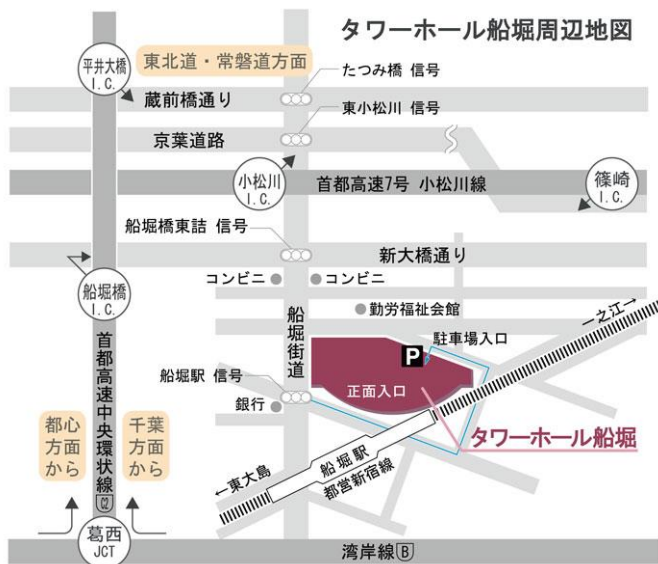 タワーホール船堀周辺地図
平井大橋
I.C.
東北道・常磐道方面
たつみ橋 信号
蔵前橋通り
東小松川 信号
京葉道路
小松川
I.C.
首都高速7号 小松川線
篠崎
I.C.
船堀橋東詰 信号
新大橋通り
コンビニ
コンビニ
船堀橋
I.C.
船堀街道
勤労福祉会館
一之江→
駐車場入口
P
首都高速中央環状線
C2
船堀駅 信号
正面入口
銀行
都心
方面
から
千葉
方面
から
タワーホール船堀
船堀駅
都営新宿線
←東大島
葛西
JCT
湾岸線 B